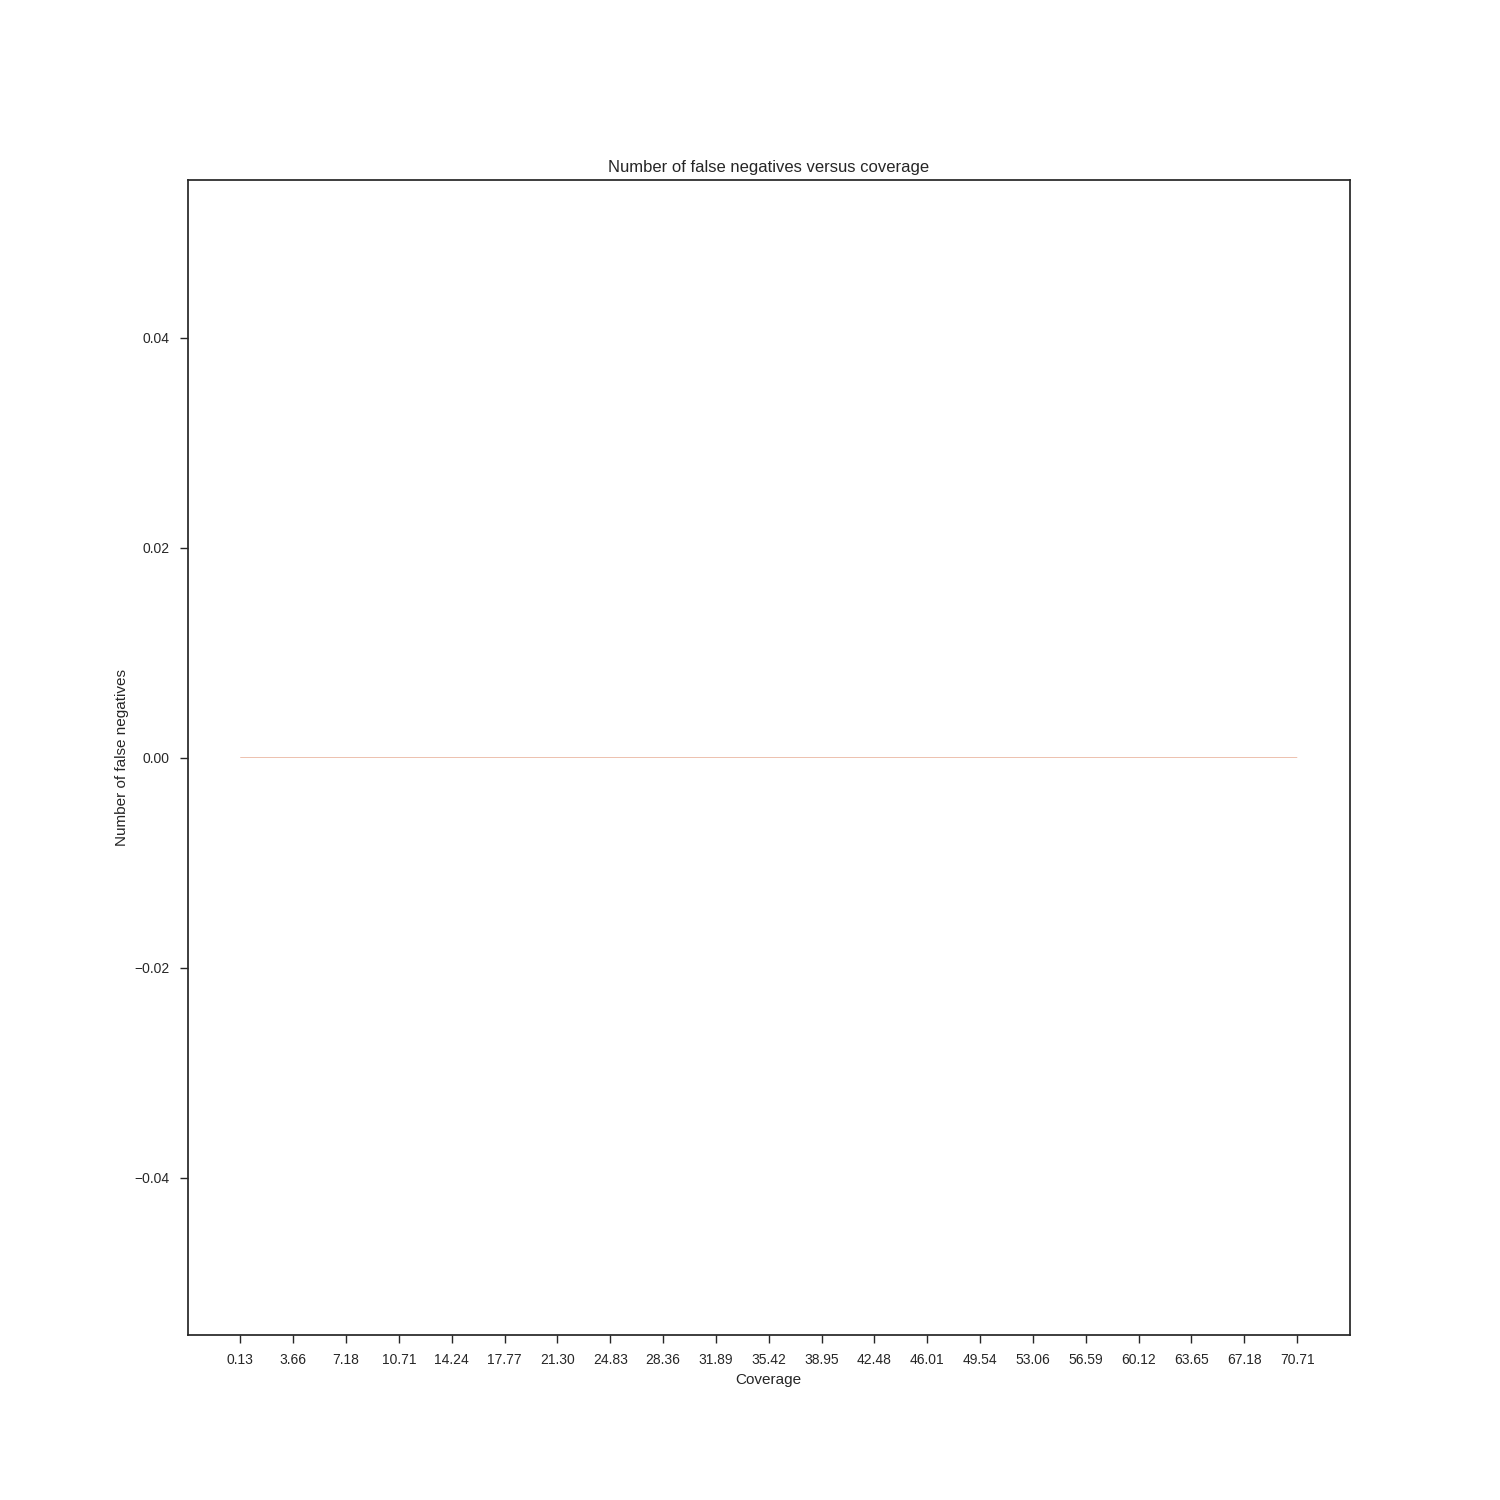 Number of false negatives versus coverage
0.04
0.02
0.00
−0.02
−0.04
Number of false negatives
0.13 3.66 7.18 10.71 14.24 17.77 21.30 24.83 28.36 31.89 35.42 38.95 42.48 46.01 49.54 53.06 56.59 60.12 63.65 67.18 70.71
Coverage